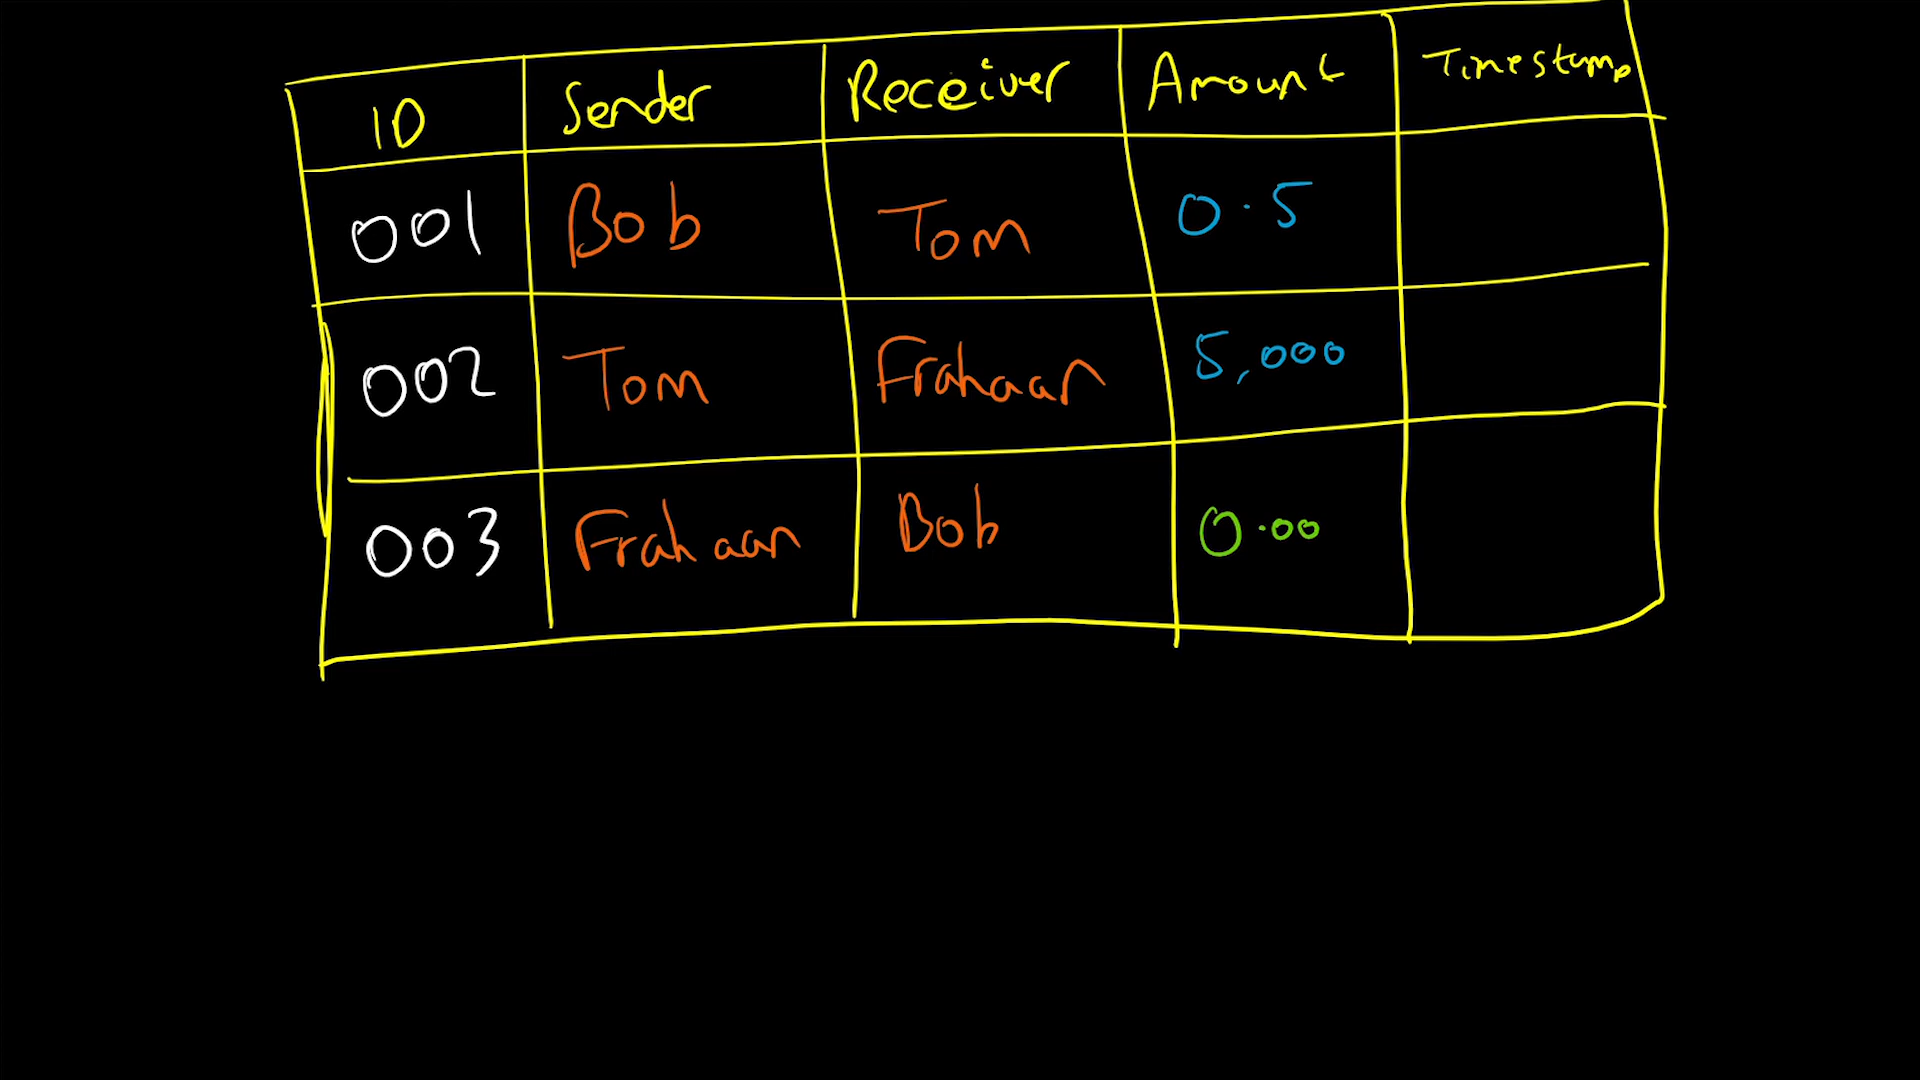 ID Sender Receiver Amount Timestamp
001 Bob Tom 0.5
002 Tom Frahaan 5,000
003 Frahaan Bob 0.00